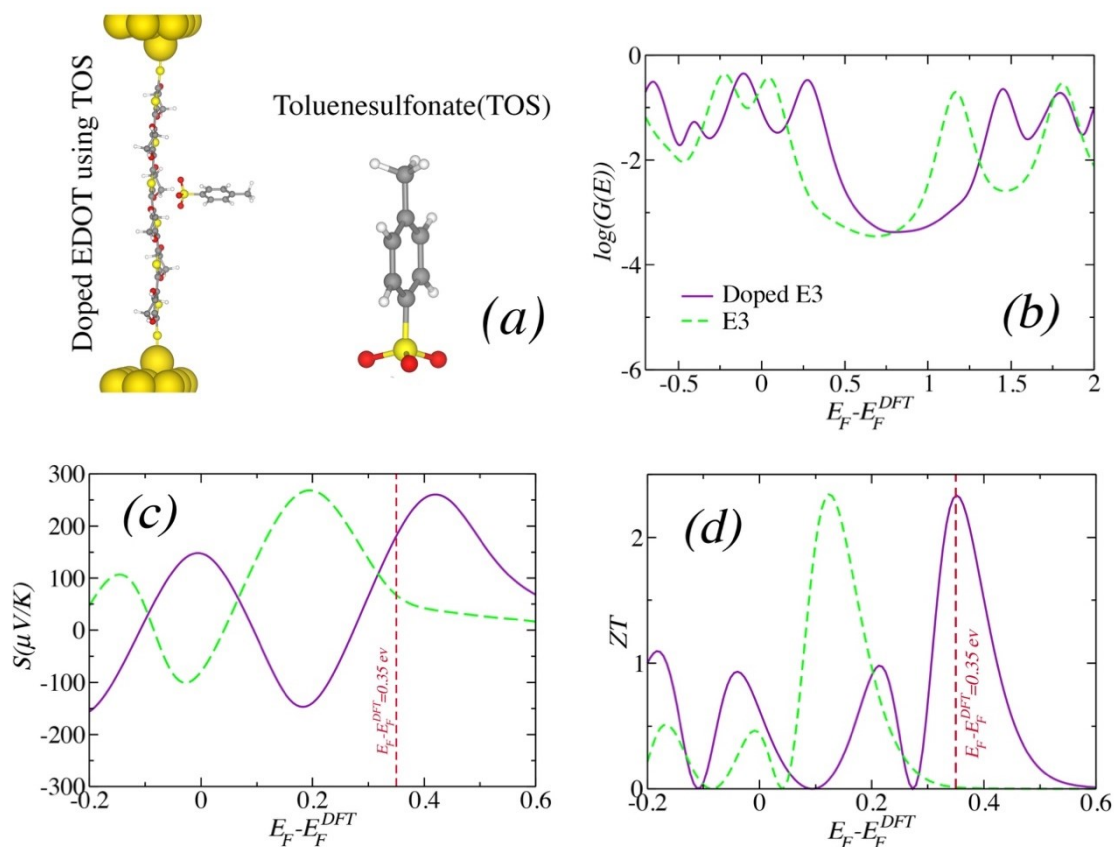 Doped EDOT using TOS
Toluenesulfonate(TOS)
(a)
log(G(E))
0
-2
-4
-6
Doped E3
E3
(b)
-0.5 0 0.5 1 1.5 2
E_F-E_F^DFT
S(μV/K)
300
200
100
0
-100
-200
-300
(c)
E_F-E_F^DFT=0.35 ev
-0.2 0 0.2 0.4 0.6
E_F-E_F^DFT
ZT
2
1
0
(d)
E_F-E_F^DFT=0.35 ev
-0.2 0 0.2 0.4 0.6
E_F-E_F^DFT